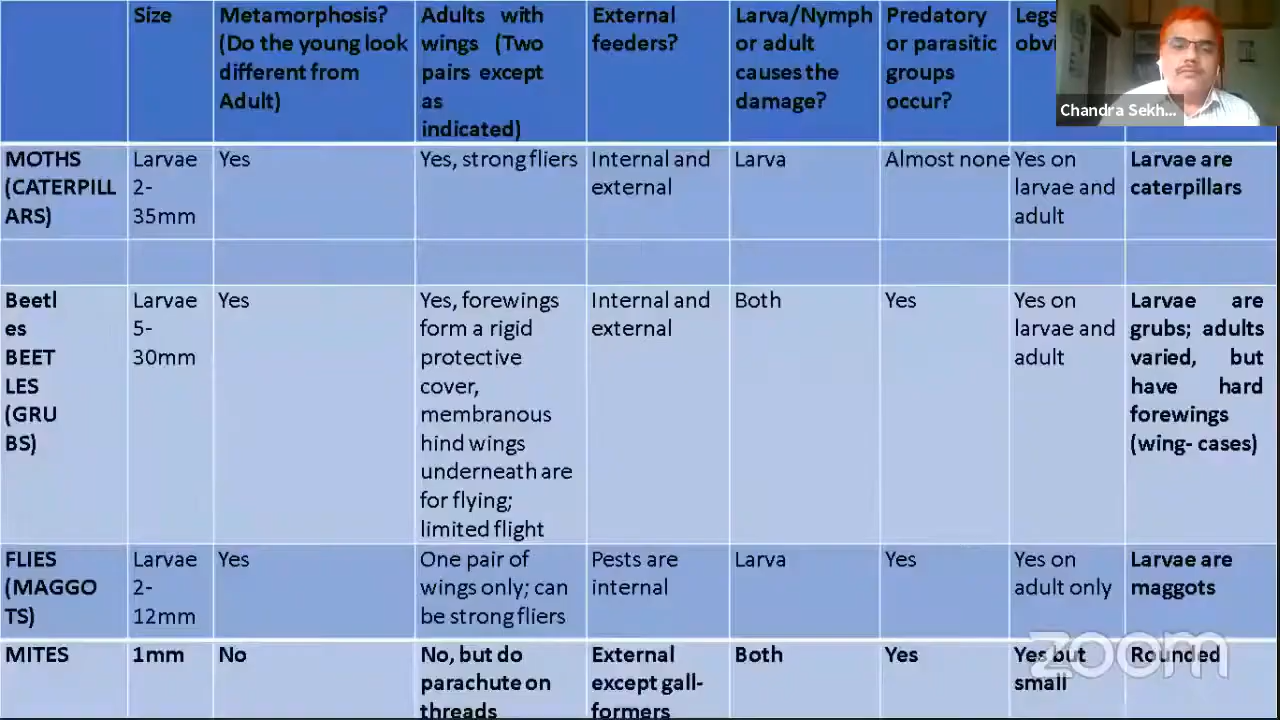 Size
Metamorphosis?
(Do the young look
different from
Adult)
Adults with
wings (Two
pairs except
as
indicated)
External
feeders?
Larva/Nymph
or adult
causes the
damage?
Predatory
or parasitic
groups
occur?
Legs
Chandra Sekh...
MOTHS
(CATERPILL
ARS)
Larvae
2-
35mm
Yes
Yes, strong fliers
Internal and
external
Larva
Almost none
Yes on
larvae and
adult
Larvae are
caterpillars
Beetl
es
BEET
LES
(GRU
BS)
Larvae
5-
30mm
Yes
Yes, forewings
form a rigid
protective
cover,
membranous
hind wings
underneath are
for flying;
limited flight
Internal and
external
Both
Yes
Yes on
larvae and
adult
Larvae are
grubs; adults
varied, but
have hard
forewings
(wing- cases)
FLIES
(MAGGO
TS)
Larvae
2-
12mm
Yes
One pair of
wings only; can
be strong fliers
Pests are
internal
Larva
Yes
Yes on
adult only
Larvae are
maggots
MITES
1mm
No
No, but do
parachute on
threads
External
except gall-
formers
Both
Yes
Yes but
small
Rounded
zoom